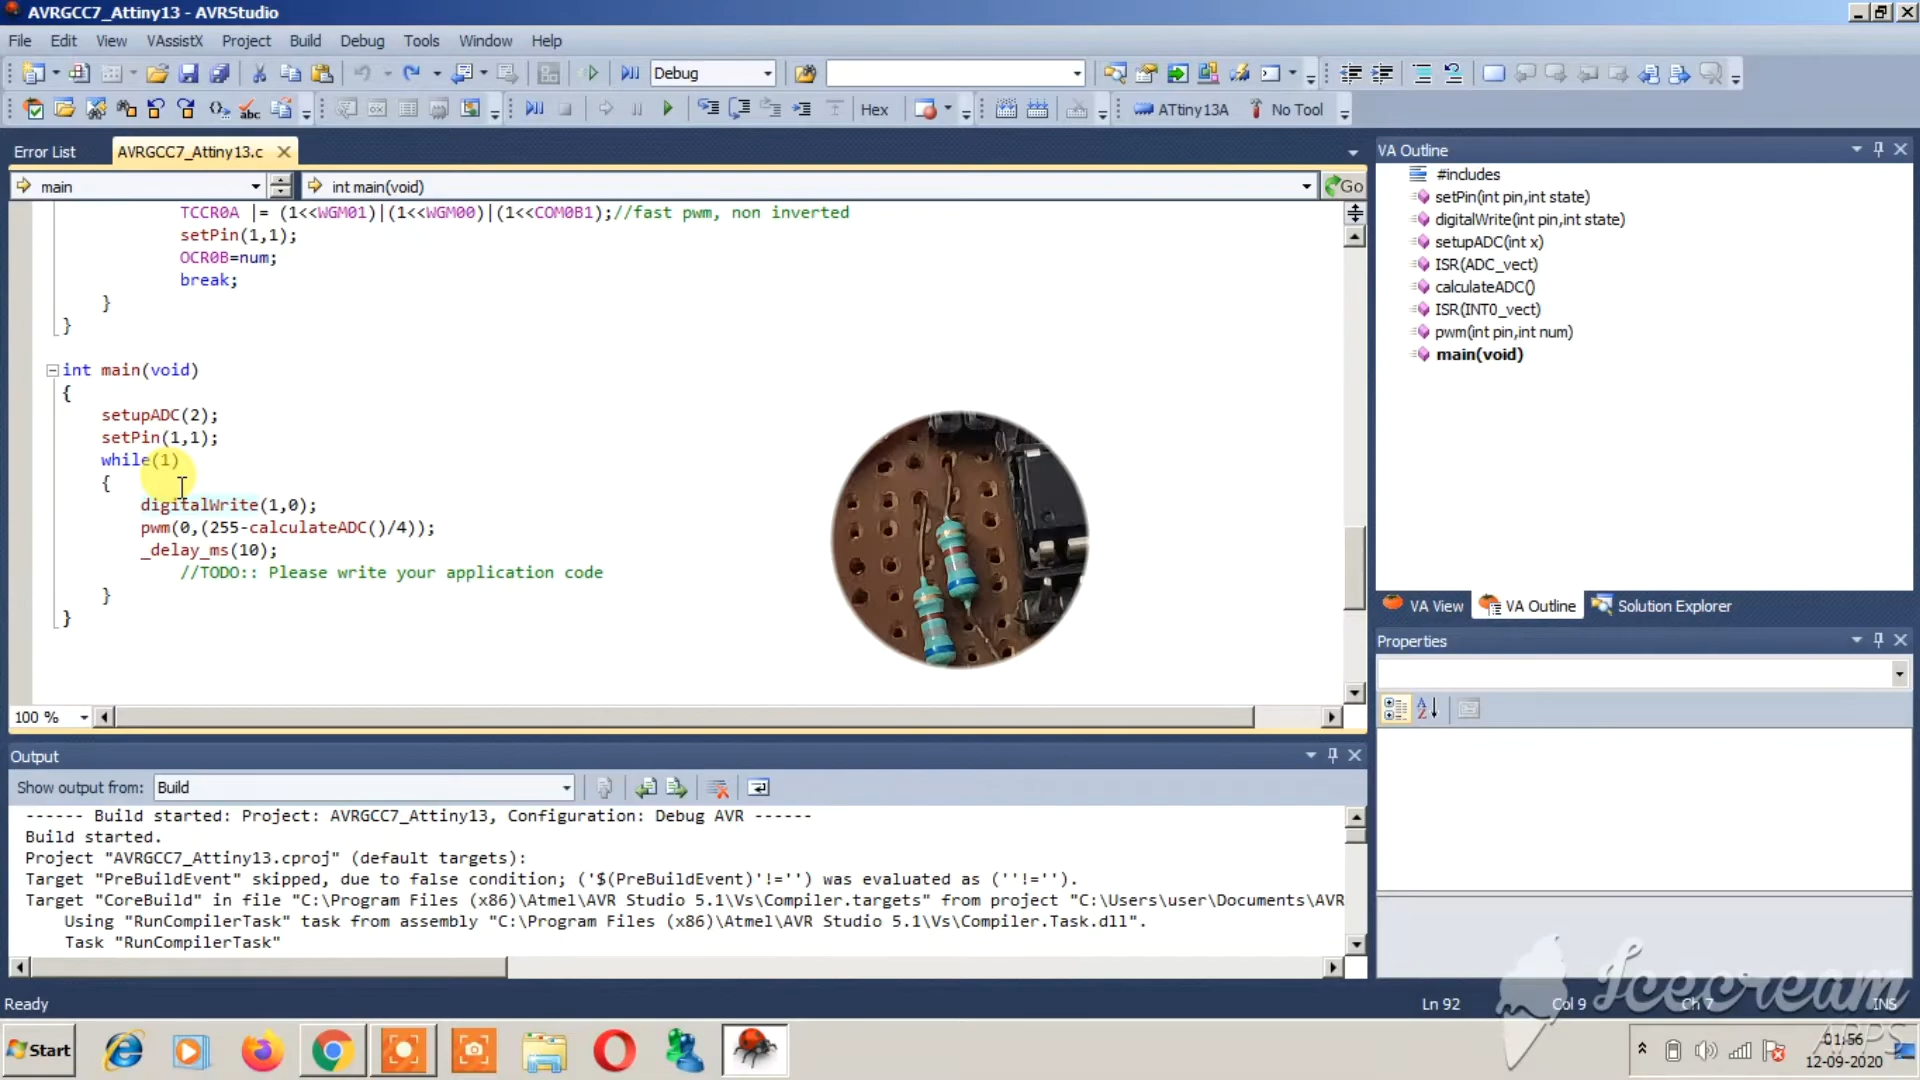 AVRGCC7_Attiny13 - AVRStudio
File Edit View VAssistX Project Build Debug Tools Window Help
Debug
abc Hex ATtiny13A No Tool
Error List AVRGCC7_Attiny13.c
main int main(void) Go
TCCR0A |= (1<<WGM01)|(1<<WGM00)|(1<<COM0B1);//fast pwm, non inverted
setPin(1,1);
OCR0B=num;
break;
}
}
int main(void)
{
setupADC(2);
setPin(1,1);
while(1)
{
digitalWrite(1,0);
pwm(0,(255-calculateADC()/4));
_delay_ms(10);
//TODO:: Please write your application code
}
}
100 %
VA Outline
#includes
setPin(int pin,int state)
digitalWrite(int pin,int state)
setupADC(int x)
ISR(ADC_vect)
calculateADC()
ISR(INT0_vect)
pwm(int pin,int num)
main(void)
VA View VA Outline Solution Explorer
Properties
Output
Show output from: Build
------ Build started: Project: AVRGCC7_Attiny13, Configuration: Debug AVR ------
Build started.
Project "AVRGCC7_Attiny13.cproj" (default targets):
Target "PreBuildEvent" skipped, due to false condition; ('$(PreBuildEvent)'!='') was evaluated as (''!='').
Target "CoreBuild" in file "C:\Program Files (x86)\Atmel\AVR Studio 5.1\Vs\Compiler.targets" from project "C:\Users\user\Documents\AVR
Using "RunCompilerTask" task from assembly "C:\Program Files (x86)\Atmel\AVR Studio 5.1\Vs\Compiler.Task.dll".
Task "RunCompilerTask"
Ready Ln 92 Col 9 Ch 7 INS
Icecream
APPS
Start
01:56
12-09-2020